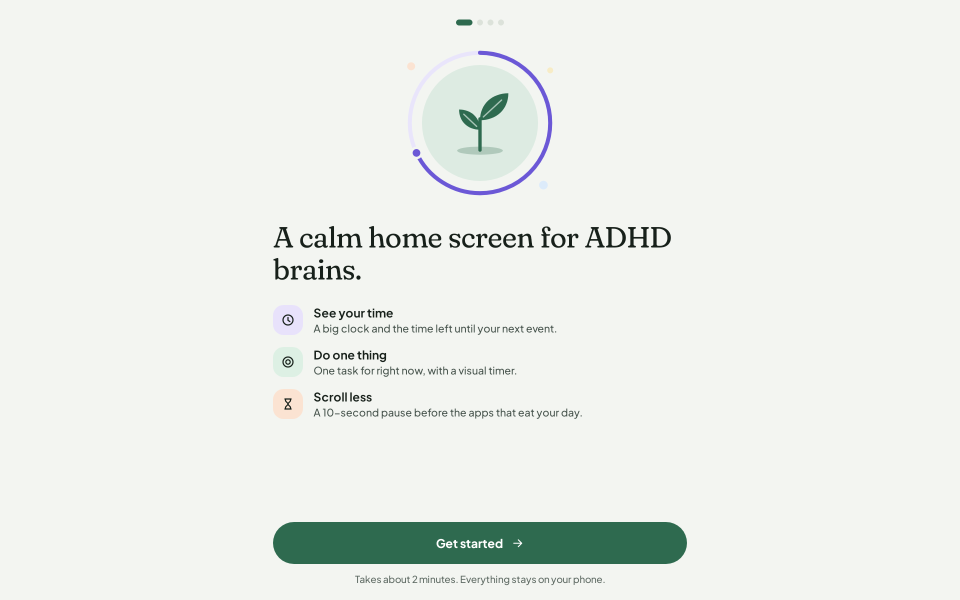 A calm home screen for ADHD
brains.
See your time
A big clock and the time left until your next event.
Do one thing
One task for right now, with a visual timer.
Scroll less
A 10-second pause before the apps that eat your day.
Get started →
Takes about 2 minutes. Everything stays on your phone.